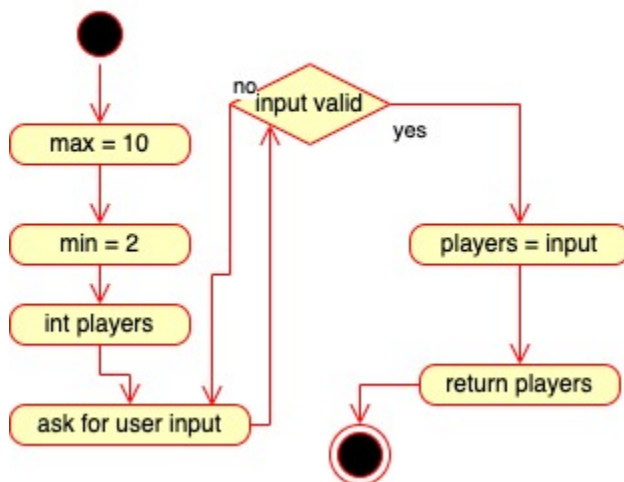 max = 10
min = 2
int players
ask for user input
no
input valid
yes
players = input
return players